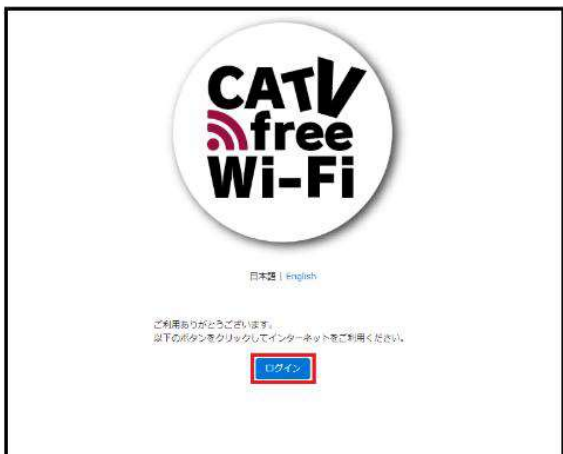 CATV
free
Wi-Fi
日本語 | English
ご利用ありがとうございます。
以下のボタンをクリックしてインターネットをご利用ください。
ログイン